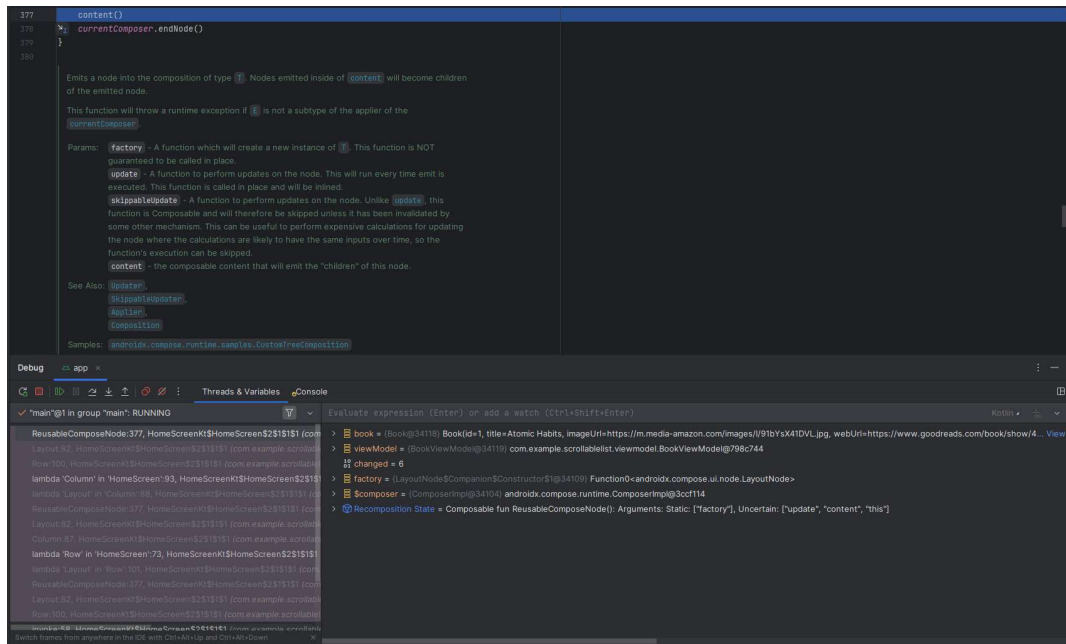 377 content()
378 currentComposer.endNode()
379 }
380
Emits a node into the composition of type T. Nodes emitted inside of content will become children
of the emitted node.
This function will throw a runtime exception if E is not a subtype of the applier of the
currentComposer.
Params: factory - A function which will create a new instance of T. This function is NOT
guaranteed to be called in place.
update - A function to perform updates on the node. This will run every time emit is
executed. This function is called in place and will be inlined.
skippableUpdate - A function to perform updates on the node. Unlike update, this
function is Composable and will therefore be skipped unless it has been invalidated by
some other mechanism. This can be useful to perform expensive calculations for updating
the node where the calculations are likely to have the same inputs over time, so the
function's execution can be skipped.
content - the composable content that will emit the "children" of this node.
See Also: Updater,
SkippableUpdater,
Applier,
Composition
Samples: androidx.compose.runtime.samples.CustomTreeComposition
Debug app
Threads & Variables Console
"main"@1 in group "main": RUNNING
Evaluate expression (Enter) or add a watch (Ctrl+Shift+Enter) Kotlin
ReusableComposeNode:377, HomeScreenKt$HomeScreen$2$1$1$1 (com
Layout:82, HomeScreenKt$HomeScreen$2$1$1$1 (com.example.scrollabl
Row:100, HomeScreenKt$HomeScreen$2$1$1$1 (com.example.scrollable
lambda 'Column' in 'HomeScreen':93, HomeScreenKt$HomeScreen$2$1
lambda 'Layout' in 'Column':88, HomeScreenKt$HomeScreen$2$1$1$1
ReusableComposeNode:377, HomeScreenKt$HomeScreen$2$1$1$1 (com
Layout:82, HomeScreenKt$HomeScreen$2$1$1$1 (com.example.scrollabl
Column:87, HomeScreenKt$HomeScreen$2$1$1$1 (com.example.scrolla
lambda 'Row' in 'HomeScreen':73, HomeScreenKt$HomeScreen$2$1$1$1
lambda 'Layout' in 'Row':101, HomeScreenKt$HomeScreen$2$1$1$1 (com
ReusableComposeNode:377, HomeScreenKt$HomeScreen$2$1$1$1 (com
Layout:82, HomeScreenKt$HomeScreen$2$1$1$1 (com.example.scrollabl
Row:100, HomeScreenKt$HomeScreen$2$1$1$1 (com.example.scrollable
invoke:58, HomeScreenKt$HomeScreen$2$1$1$1 (com.example.scrollabl
Switch frames from anywhere in the IDE with Ctrl+Alt+Up and Ctrl+Alt+Down
book = {Book@34118} Book(id=1, title=Atomic Habits, imageUrl=https://m.media-amazon.com/images/I/91bYsX41DVL.jpg, webUrl=https://www.goodreads.com/book/show/4... View
viewModel = {BookViewModel@34119} com.example.scrollablelist.viewmodel.BookViewModel@798c744
changed = 6
factory = {LayoutNode$Companion$Constructor$1@34109} Function0<androidx.compose.ui.node.LayoutNode>
$composer = {ComposerImpl@34104} androidx.compose.runtime.ComposerImpl@3ccf114
Recomposition State = Composable fun ReusableComposeNode(): Arguments: Static: ["factory"], Uncertain: ["update", "content", "this"]